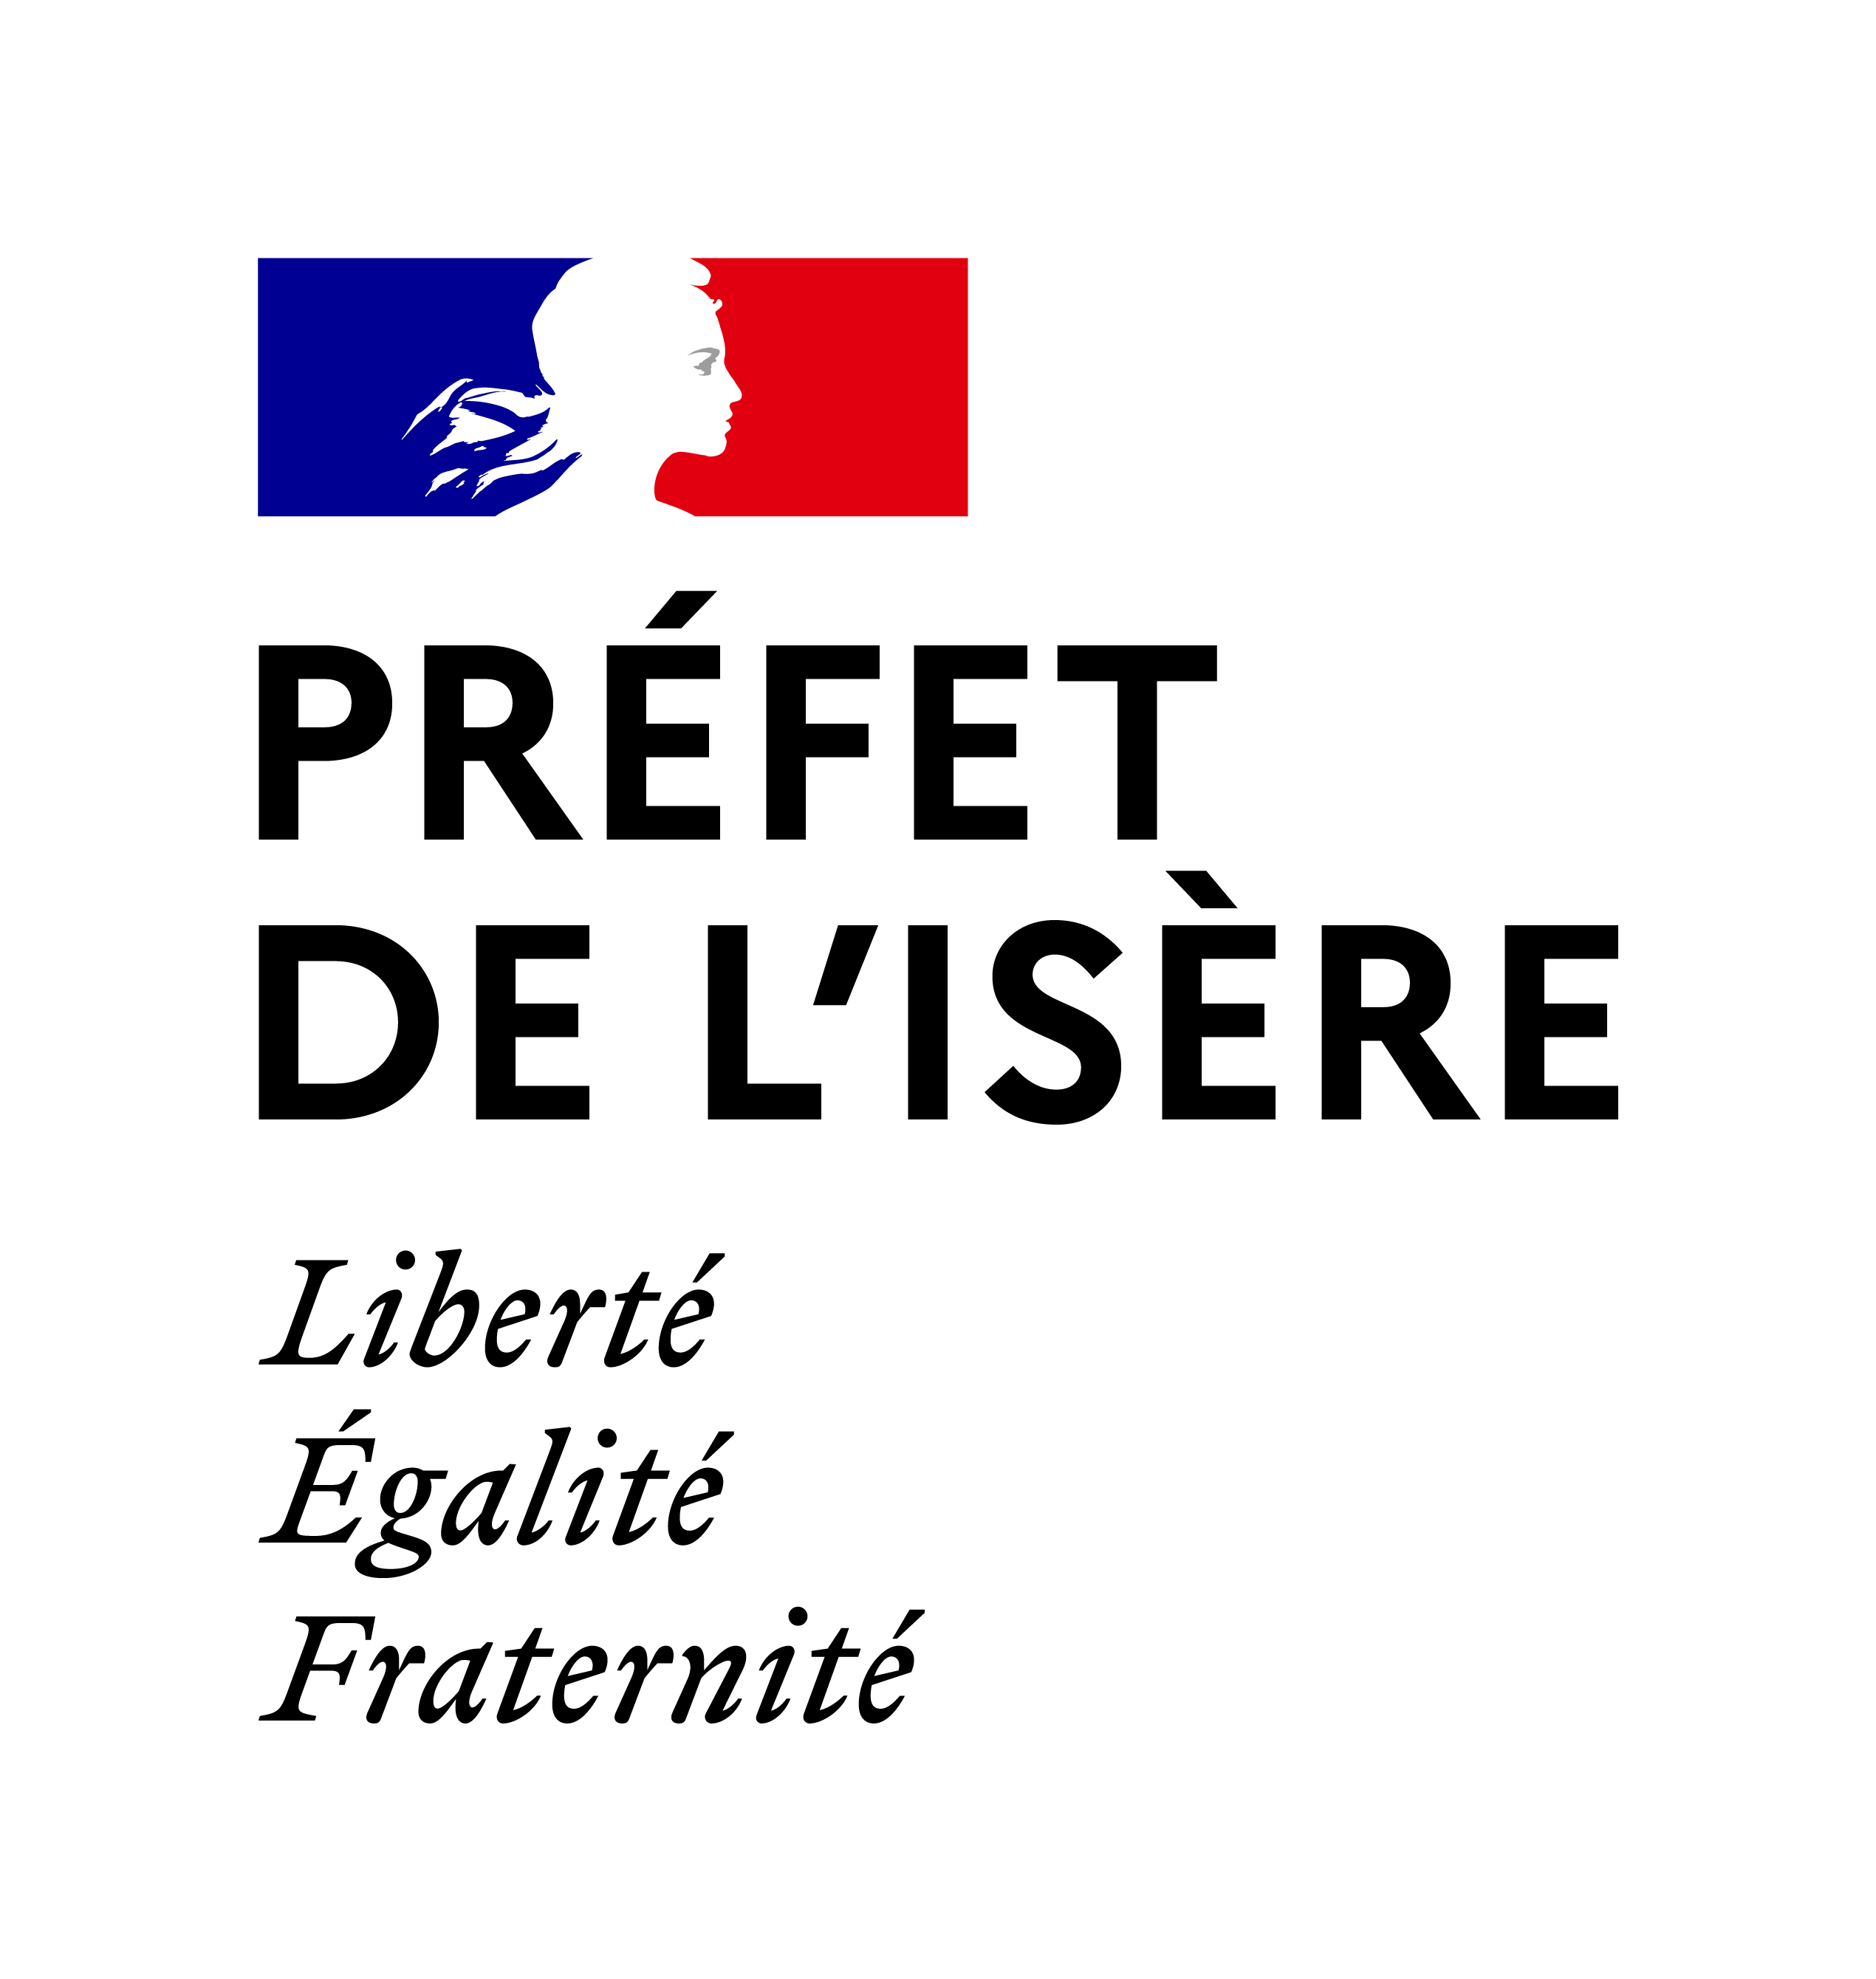 PRÉFET
DE L’ISÈRE
Liberté
Égalité
Fraternité